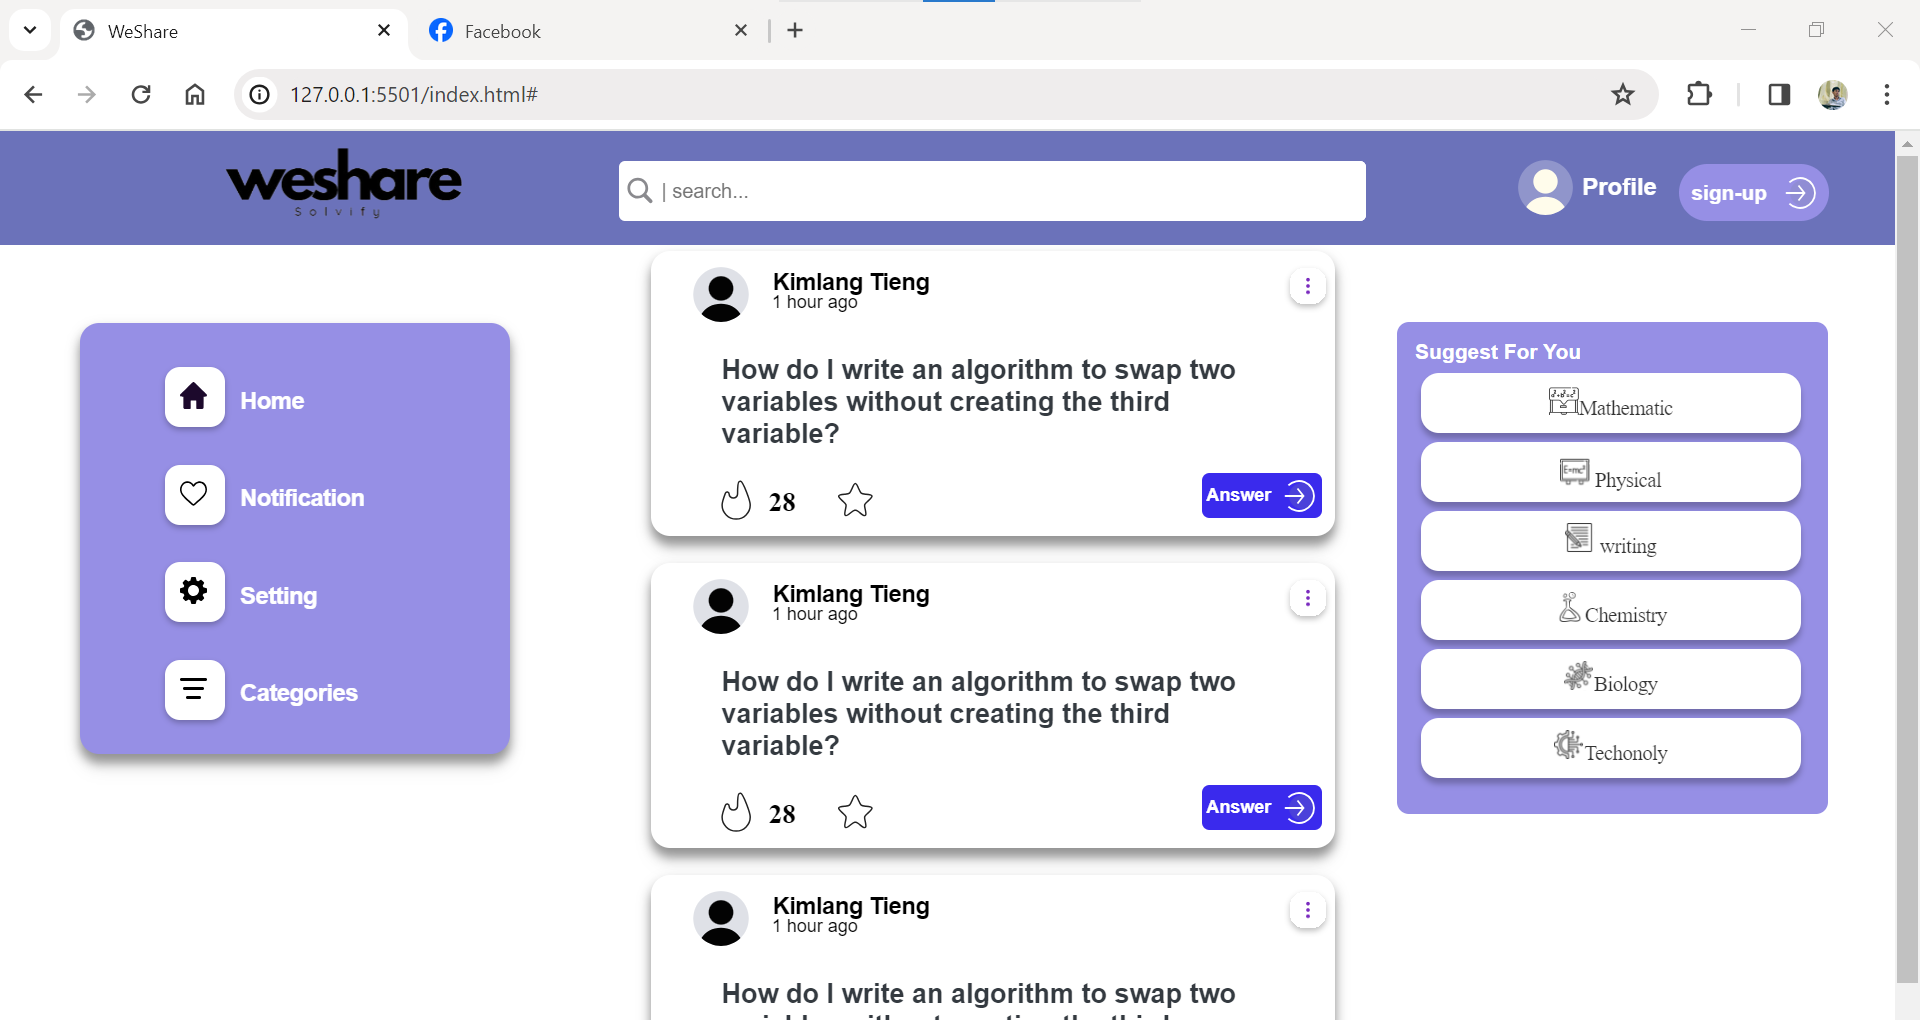 WeShare
Facebook
127.0.0.1:5501/index.html#
weshare
Solvify
| search...
Profile
sign-up
Home
Notification
Setting
Categories
Kimlang Tieng
1 hour ago
How do I write an algorithm to swap two
variables without creating the third
variable?
28
Answer
Kimlang Tieng
1 hour ago
How do I write an algorithm to swap two
variables without creating the third
variable?
28
Answer
Kimlang Tieng
1 hour ago
How do I write an algorithm to swap two
Suggest For You
Mathematic
E=mc²
Physical
writing
Chemistry
Biology
Techonoly